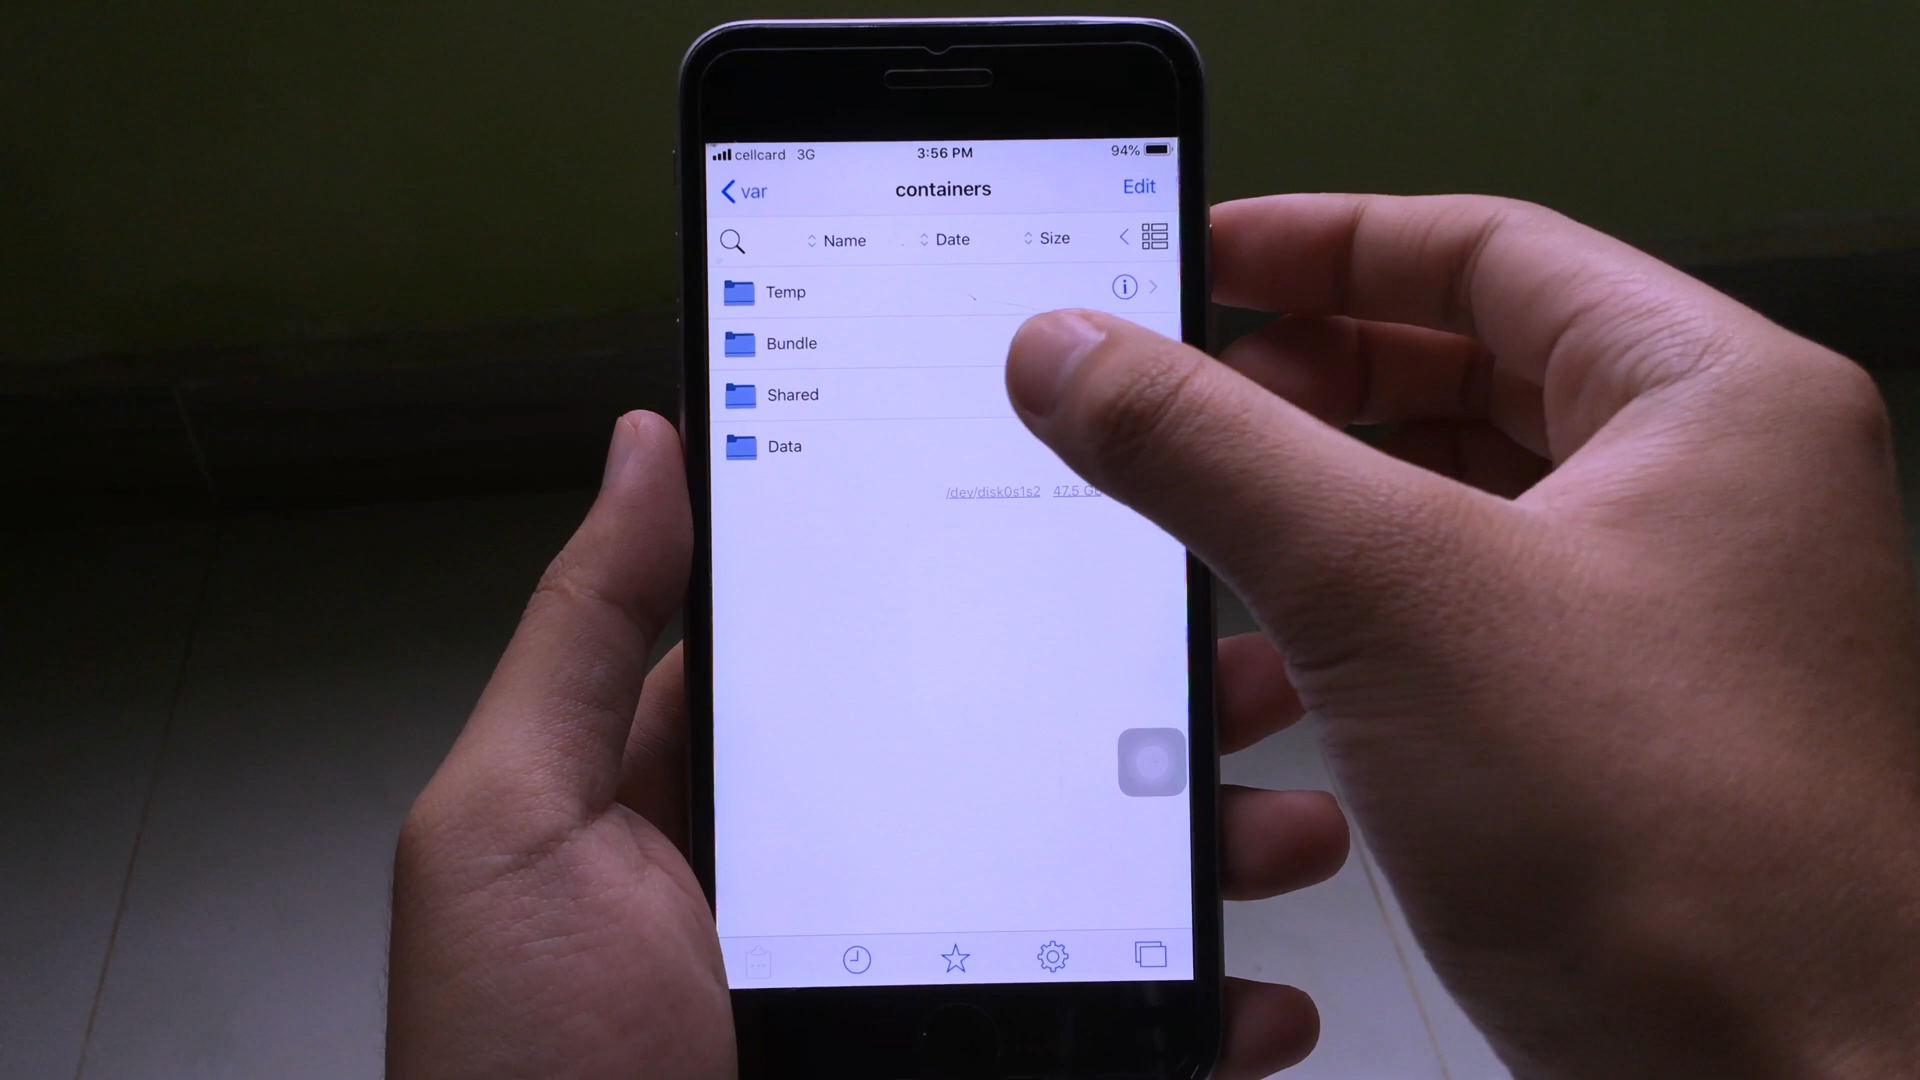 cellcard 3G 3:56 PM 94%
var containers Edit
Name Date Size
Temp
Bundle
Shared
Data
/dev/disk0s1s2 47.5